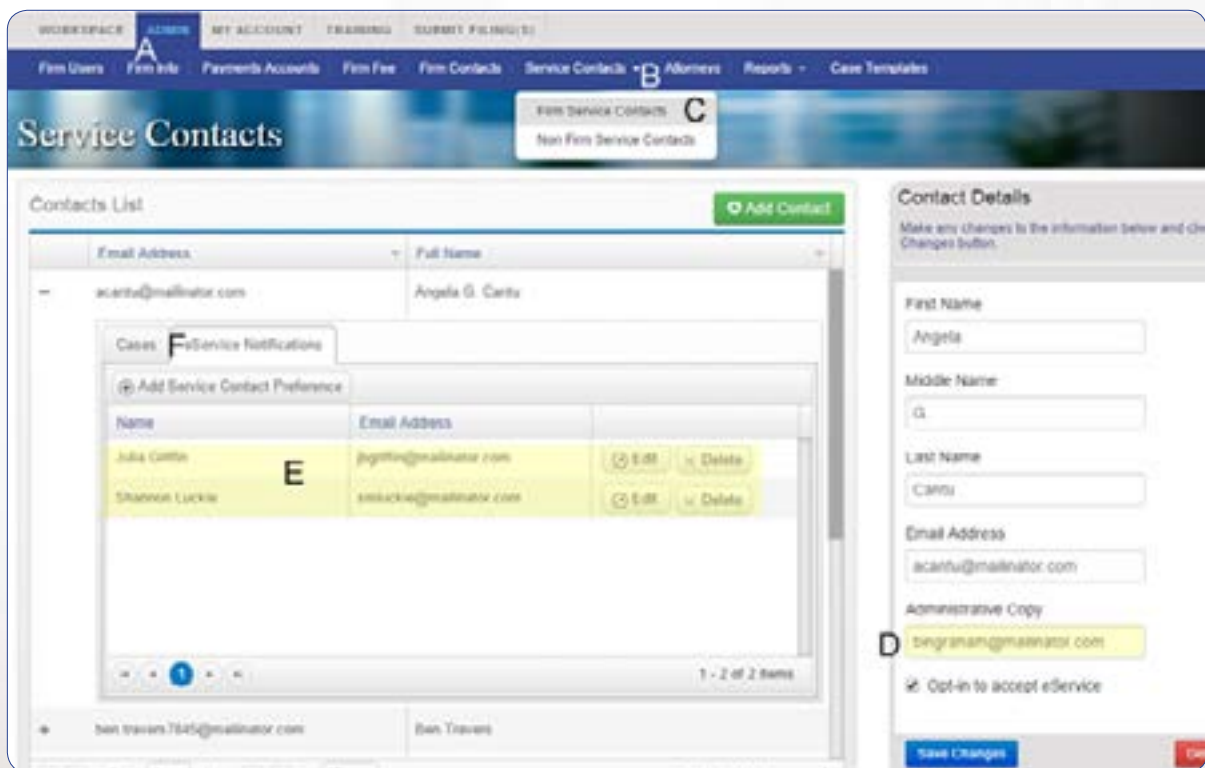 WORKSPACE ADMIN MY ACCOUNT TRAINING SUBMIT FILING(S)
A
Firm Users Firm Info Payments Accounts Firm Fee Firm Contacts Service Contacts B Attorneys Reports Case Templates
Firm Service Contacts C
Non Firm Service Contacts
Service Contacts
Contacts List
Add Contact
Email Address Full Name
acantu@mailinator.com Angela G. Cantu
Cases F eService Notifications
Add Service Contact Preference
Name Email Address
Julia Griffin jbgriffin@mailinator.com Edit Delete
E
Shannon Luckie smluckie@mailinator.com Edit Delete
1
1 - 2 of 2 items
ben.travers.7845@mailinator.com Ben Travers
Contact Details
Make any changes to the information below and
Changes button.
First Name
Angela
Middle Name
G.
Last Name
Cantu
Email Address
acantu@mailinator.com
Administrative Copy
D
Opt-in to accept eService
Save Changes